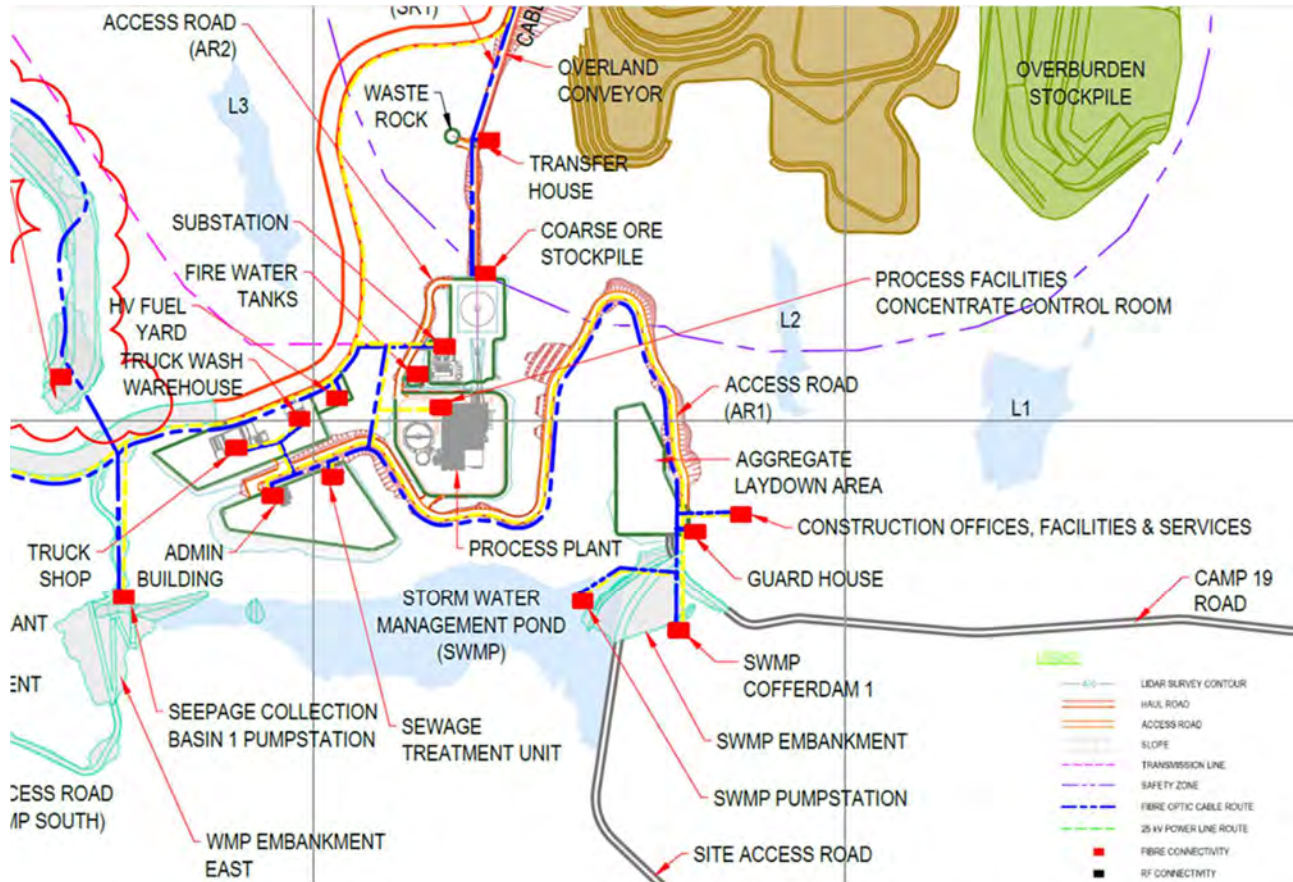 (SR1)
ACCESS ROAD
(AR2)
L3
WASTE
ROCK
OVERLAND
CONVEYOR
TRANSFER
HOUSE
OVERBURDEN
STOCKPILE
SUBSTATION
COARSE ORE
STOCKPILE
FIRE WATER
TANKS
PROCESS FACILITIES
CONCENTRATE CONTROL ROOM
HV FUEL
YARD
L2
TRUCK WASH
WAREHOUSE
ACCESS ROAD
(AR1)
L1
AGGREGATE
LAYDOWN AREA
CONSTRUCTION OFFICES, FACILITIES & SERVICES
TRUCK
SHOP
ADMIN
BUILDING
PROCESS PLANT
GUARD HOUSE
CAMP 19
ROAD
STORM WATER
MANAGEMENT POND
(SWMP)
ANT
ENT
SWMP
COFFERDAM 1
SEEPAGE COLLECTION
BASIN 1 PUMPSTATION
SEWAGE
TREATMENT UNIT
SWMP EMBANKMENT
SWMP PUMPSTATION
CESS ROAD
MP SOUTH)
WMP EMBANKMENT
EAST
SITE ACCESS ROAD
LEGEND
LIDAR SURVEY CONTOUR
HAUL ROAD
ACCESS ROAD
SLOPE
TRANSMISSION LINE
SAFETY ZONE
FIBRE OPTIC CABLE ROUTE
25 kV POWER LINE ROUTE
FIBRE CONNECTIVITY
RF CONNECTIVITY